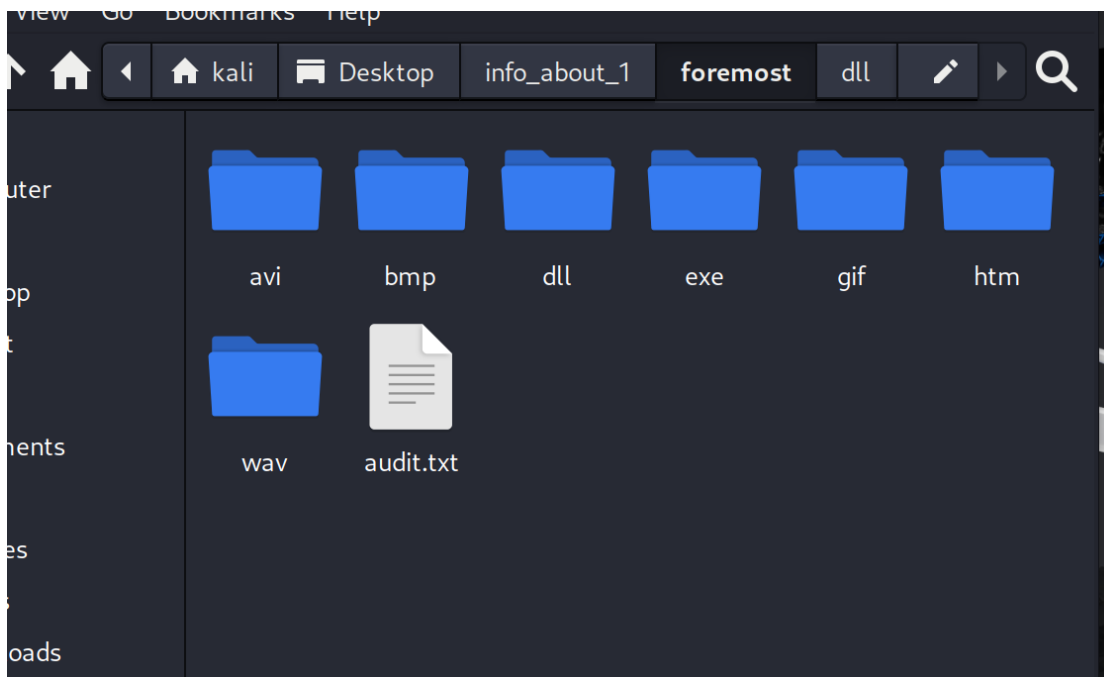 View Go Bookmarks Help
kali Desktop info_about_1 foremost dll
uter
avi bmp dll exe gif htm
op
t
wav audit.txt
ments
es
s
oads